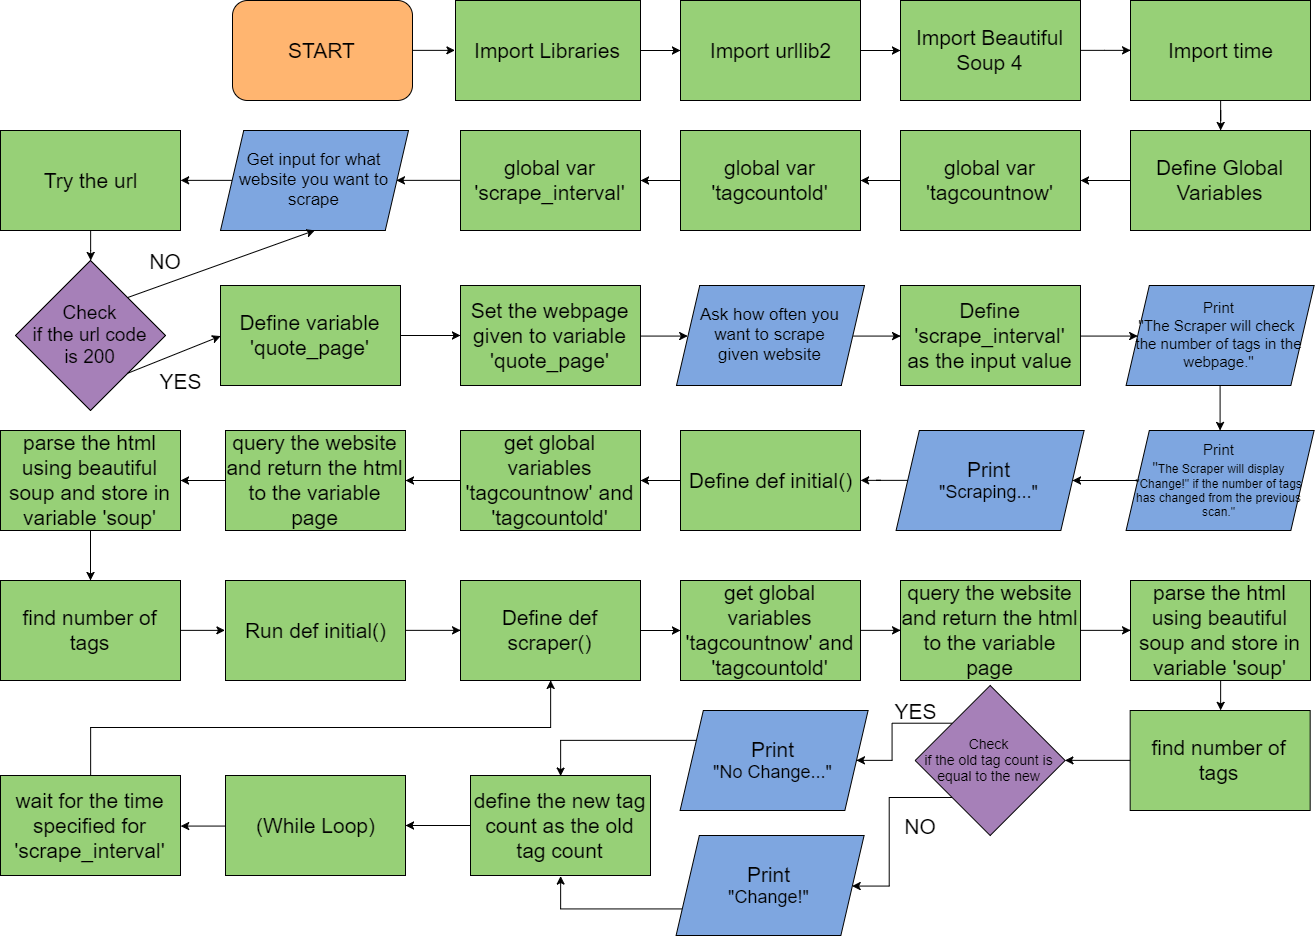 START
Import Libraries
Import urllib2
Import Beautiful
Soup 4
Import time
Define Global
Variables
global var
'tagcountnow'
global var
'tagcountold'
global var
'scrape_interval'
Get input for what
website you want to
scrape
Try the url
Check
if the url code
is 200
NO
YES
Define variable
'quote_page'
Set the webpage
given to variable
'quote_page'
Ask how often you
want to scrape
given website
Define
'scrape_interval'
as the input value
Print
"The Scraper will check
the number of tags in the
webpage."
Print
"The Scraper will display
"Change!" if the number of tags
has changed from the previous
scan."
Print
"Scraping..."
Define def initial()
get global
variables
'tagcountnow' and
'tagcountold'
query the website
and return the html
to the variable
page
parse the html
using beautiful
soup and store in
variable 'soup'
find number of
tags
Run def initial()
Define def
scraper()
get global
variables
'tagcountnow' and
'tagcountold'
query the website
and return the html
to the variable
page
parse the html
using beautiful
soup and store in
variable 'soup'
find number of
tags
Check
if the old tag count is
equal to the new
YES
NO
Print
"No Change..."
Print
"Change!"
define the new tag
count as the old
tag count
(While Loop)
wait for the time
specified for
'scrape_interval'